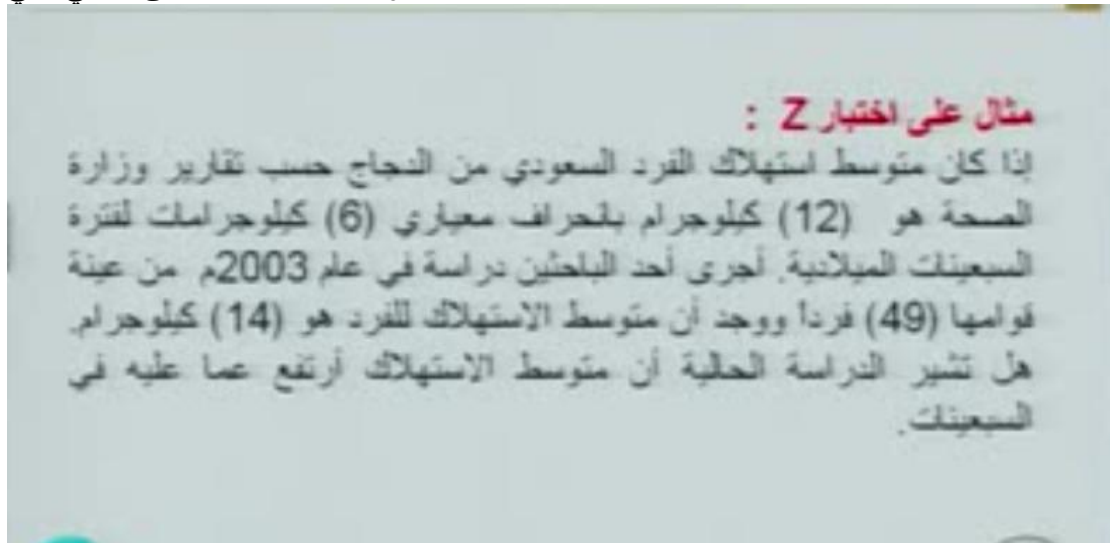 مثال على اختبار Z :
إذا كان متوسط استهلاك الفرد السعودي من الدجاج حسب تقارير وزارة
الصحة هو (12) كيلوجرام بانحراف معياري (6) كيلوجرامات لفترة
السبعينات الميلادية. أجرى أحد الباحثين دراسة في عام 2003م من عينة
قوامها (49) فرداً ووجد أن متوسط الاستهلاك للفرد هو (14) كيلوجرام.
هل تشير الدراسة الحالية أن متوسط الاستهلاك أرتفع عما عليه في
السبعينات.